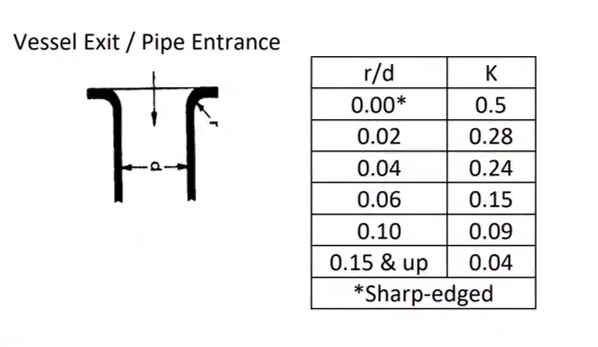 Vessel Exit / Pipe Entrance
r
d
r/d K
0.00* 0.5
0.02 0.28
0.04 0.24
0.06 0.15
0.10 0.09
0.15 & up 0.04
*Sharp-edged